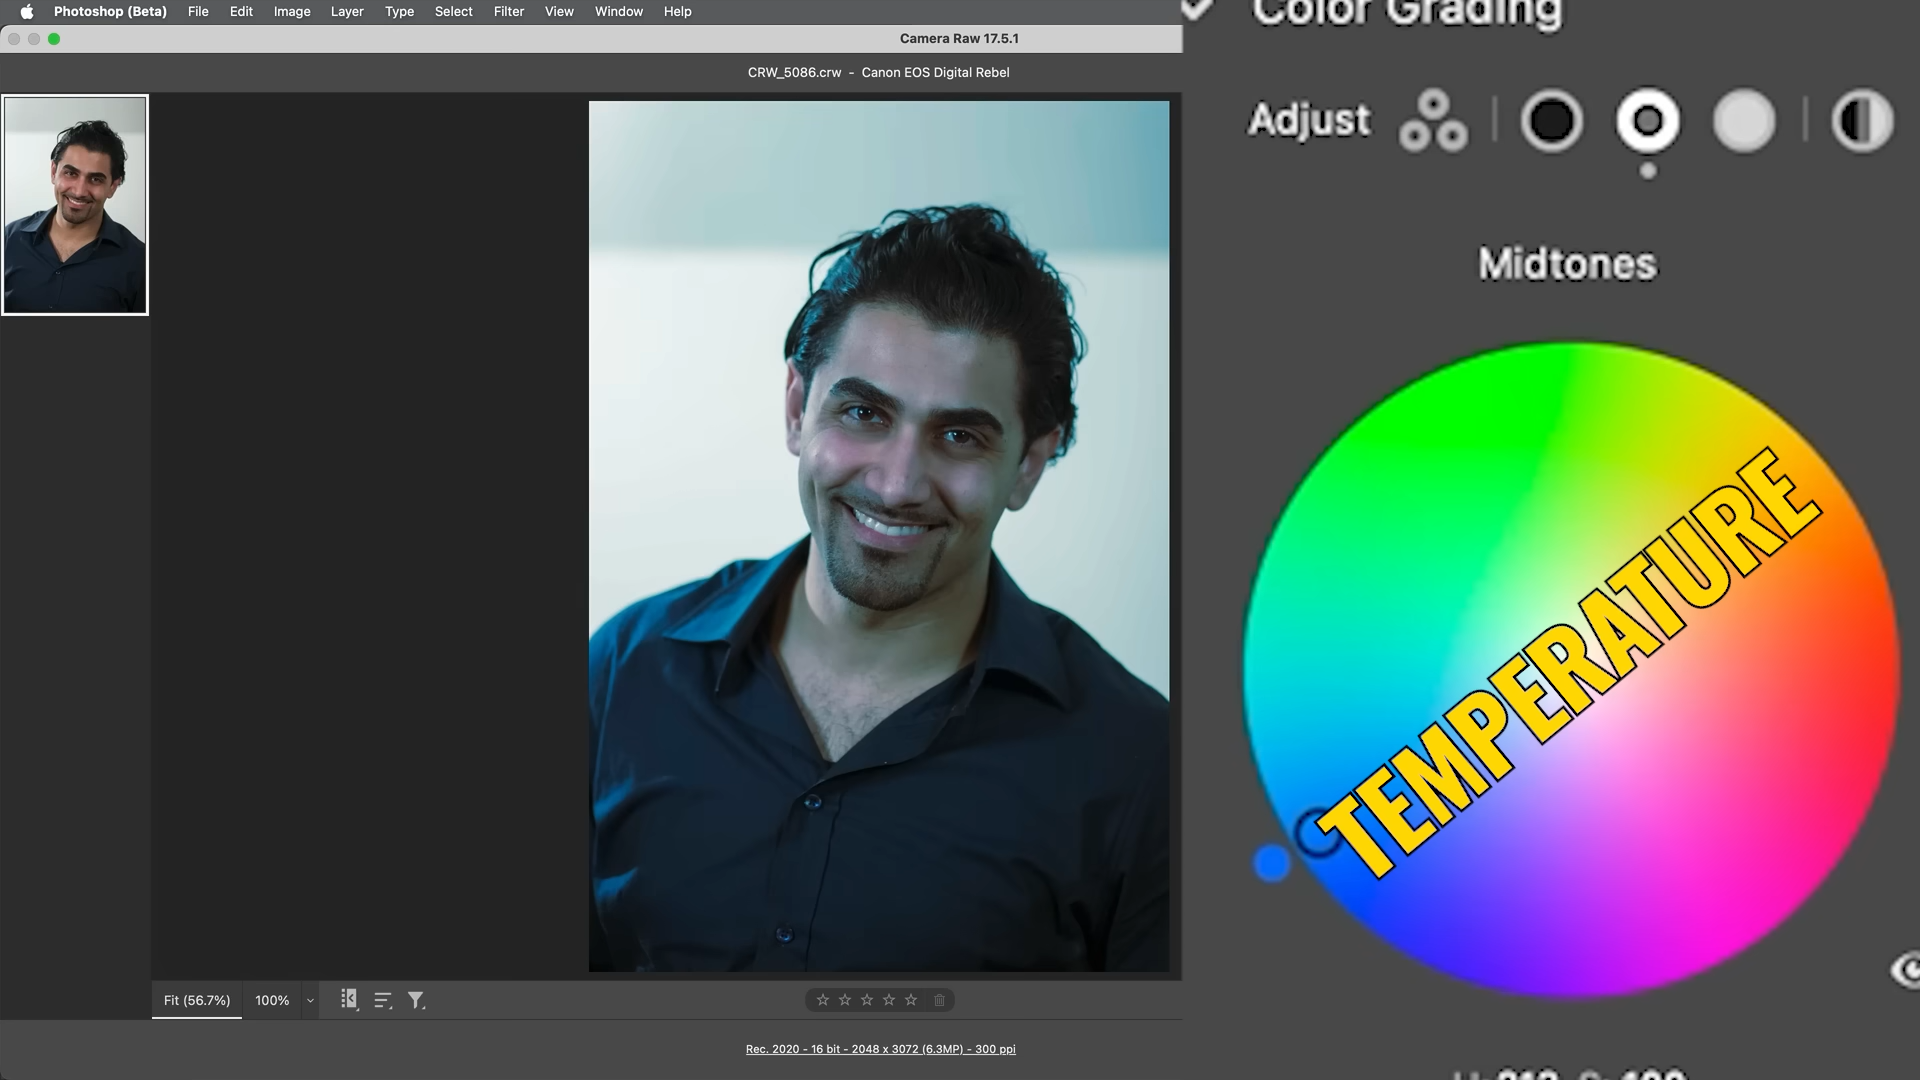 Photoshop (Beta) File Edit Image Layer Type Select Filter View Window Help
Camera Raw 17.5.1
CRW_5086.crw - Canon EOS Digital Rebel
Color Grading
Adjust
Midtones
TEMPERATURE
Fit (56.7%) 100%
Rec. 2020 - 16 bit - 2048 x 3072 (6.3MP) - 300 ppi